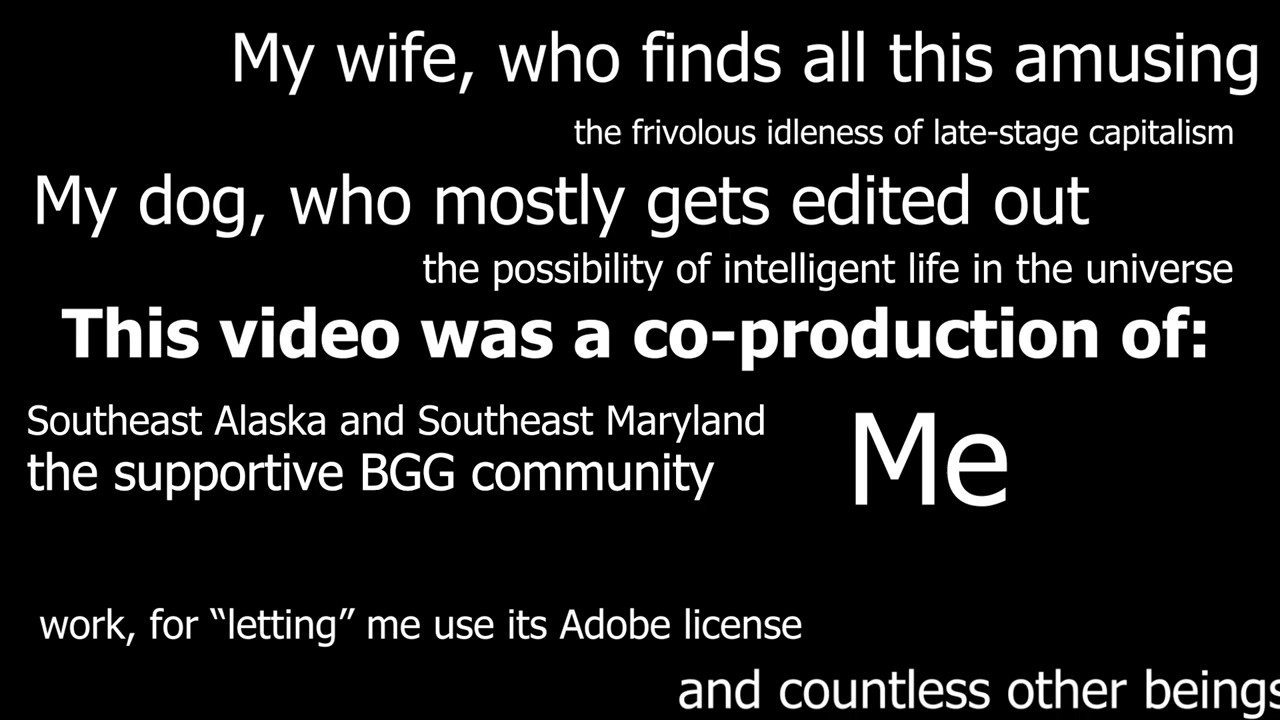 My wife, who finds all this amusing
the frivolous idleness of late-stage capitalism
My dog, who mostly gets edited out
the possibility of intelligent life in the universe
This video was a co-production of:
Southeast Alaska and Southeast Maryland
the supportive BGG community
Me
work, for “letting” me use its Adobe license
and countless other beings